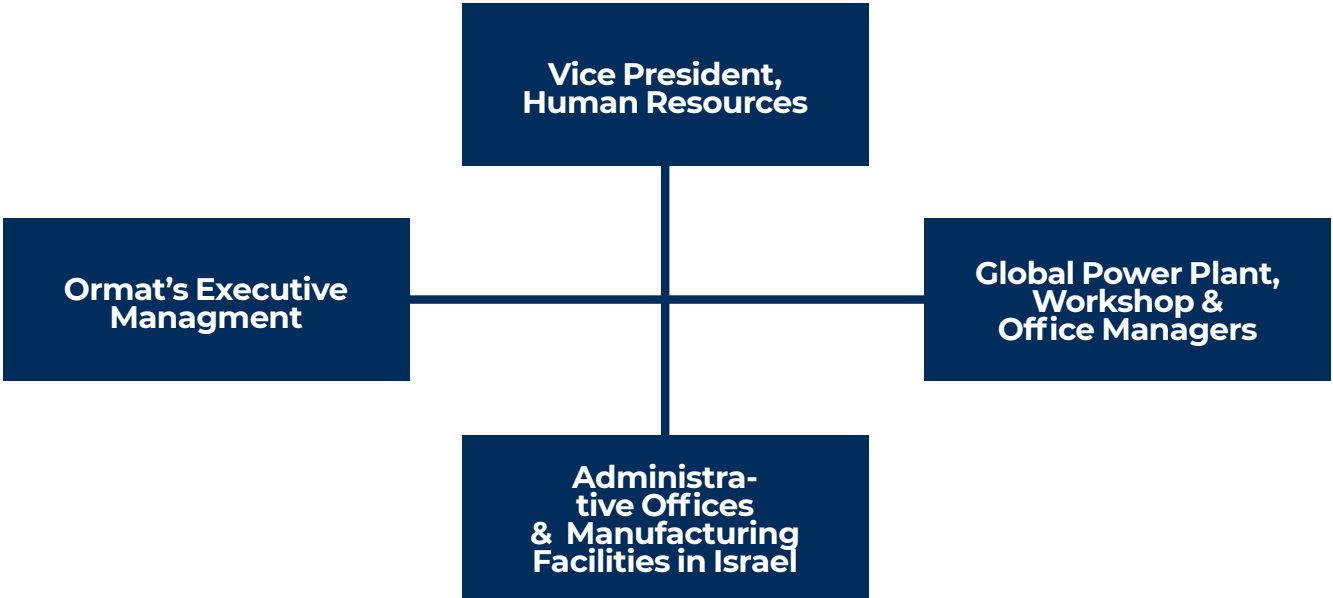 Vice President,
Human Resources
Ormat’s Executive
Managment
Global Power Plant,
Workshop &
Office Managers
Administra-
tive Offices
&  Manufacturing
Facilities in Israel